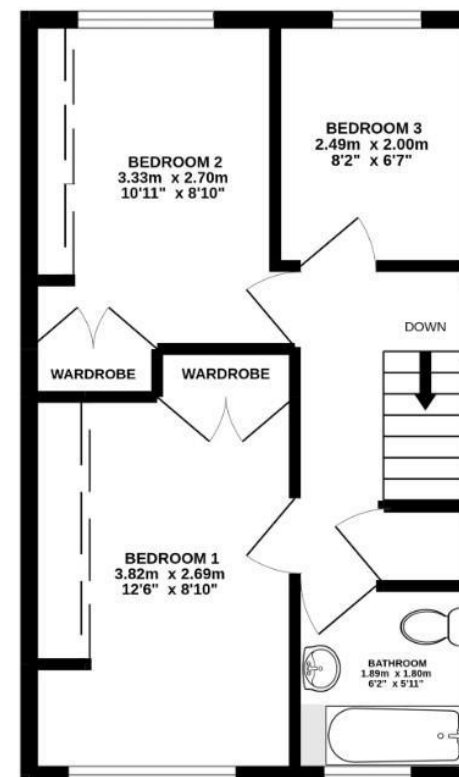 BEDROOM 2
3.33m x 2.70m
10'11" x 8'10"
BEDROOM 3
2.49m x 2.00m
8'2" x 6'7"
DOWN
WARDROBE
WARDROBE
BEDROOM 1
3.82m x 2.69m
12'6" x 8'10"
BATHROOM
1.89m x 1.80m
6'2" x 5'11"